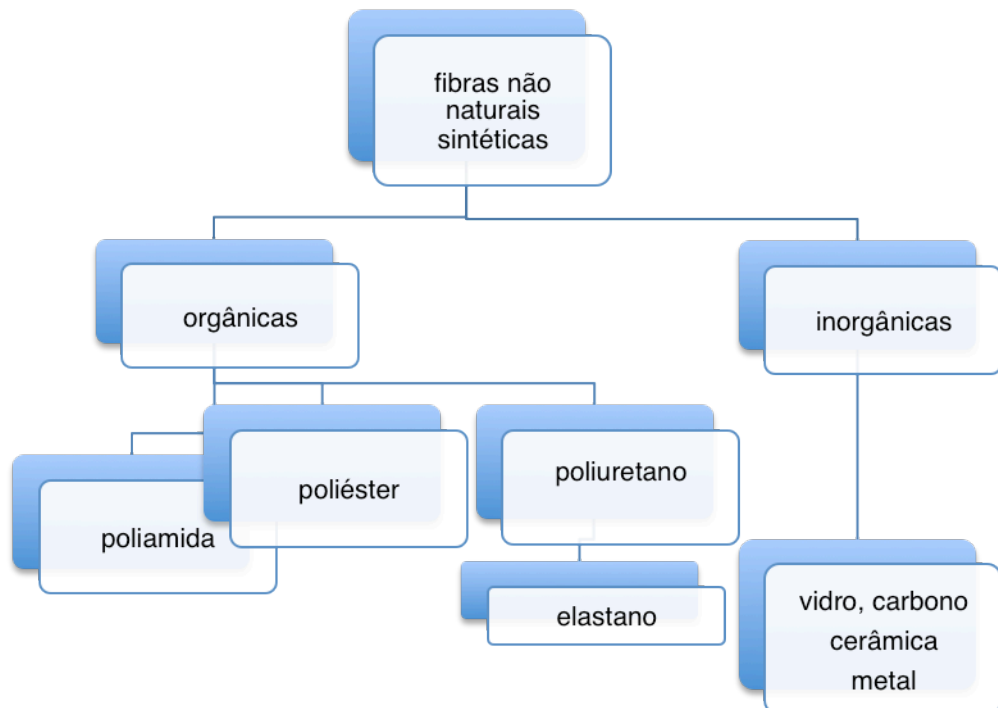 fibras não
naturais
sintéticas
orgânicas
inorgânicas
poliamida
poliéster
poliuretano
elastano
vidro, carbono
cerâmica
metal